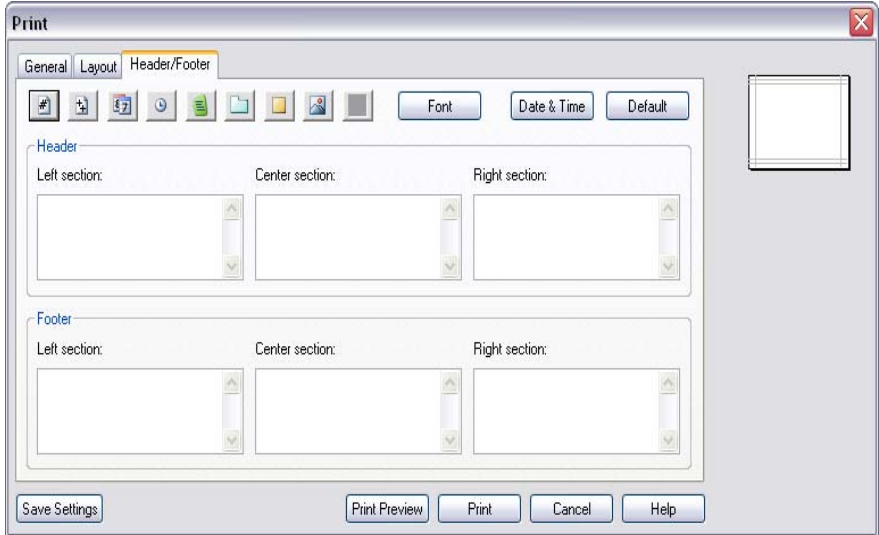 Print
General Layout Header/Footer
Font Date & Time Default
Header
Left section: Center section: Right section:
Footer
Left section: Center section: Right section:
Save Settings Print Preview Print Cancel Help